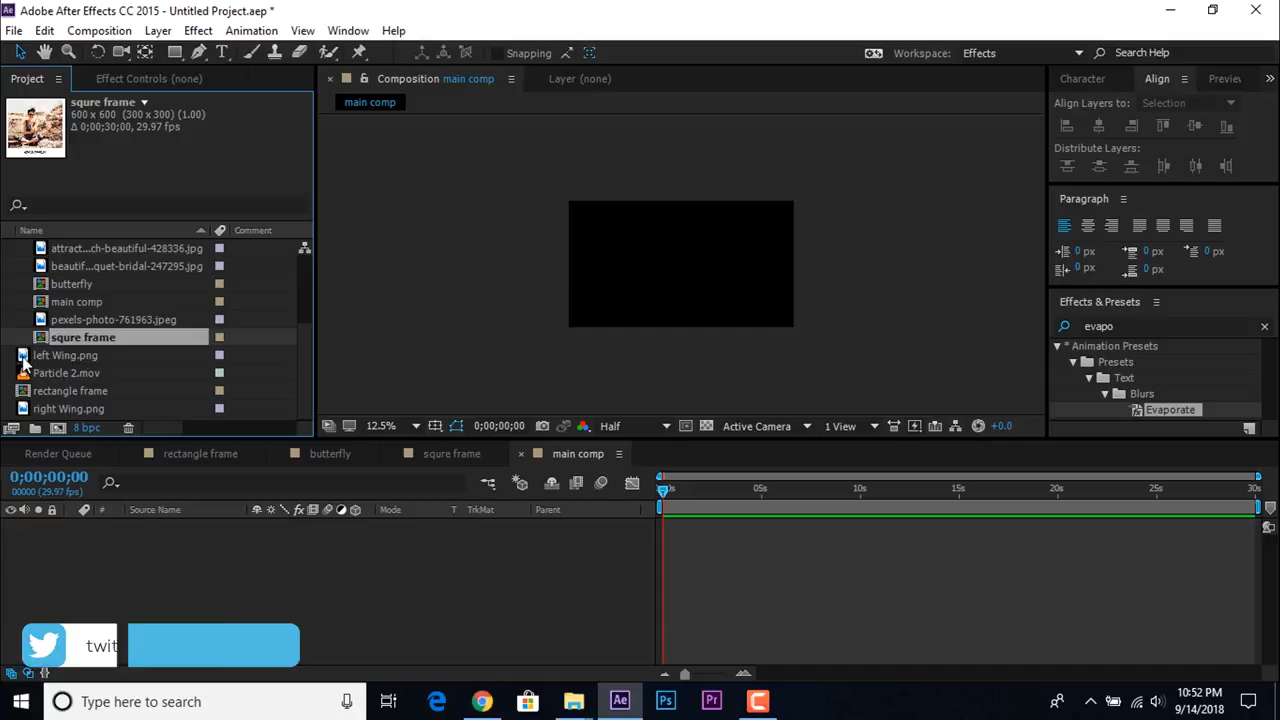 Adobe After Effects CC 2015 - Untitled Project.aep *
File Edit Composition Layer Effect Animation View Window Help
Snapping Workspace: Effects Search Help
Project Effect Controls (none) Composition main comp Layer (none) Character Align Preview
squre frame
600 x 600 (300 x 300) (1.00)
Δ 0;00;30;00, 29.97 fps
main comp
Align Layers to: Selection
Distribute Layers:
Paragraph
0 px 0 px 0 px
0 px 0 px
Name Comment
attract...ch-beautiful-428336.jpg
beautif...quet-bridal-247295.jpg
butterfly
main comp
pexels-photo-761963.jpeg
squre frame
left Wing.png
Particle 2.mov
rectangle frame
right Wing.png
8 bpc
Effects & Presets
evapo
* Animation Presets
Presets
Text
Blurs
Evaporate
12.5% 0;00;00;00 Half Active Camera 1 View +0.0
Render Queue rectangle frame butterfly squre frame main comp
0;00;00;00
00000 (29.97 fps)
05s 10s 15s 20s 25s 30s
# Source Name Mode T TrkMat Parent
twit
Type here to search
10:52 PM
9/14/2018